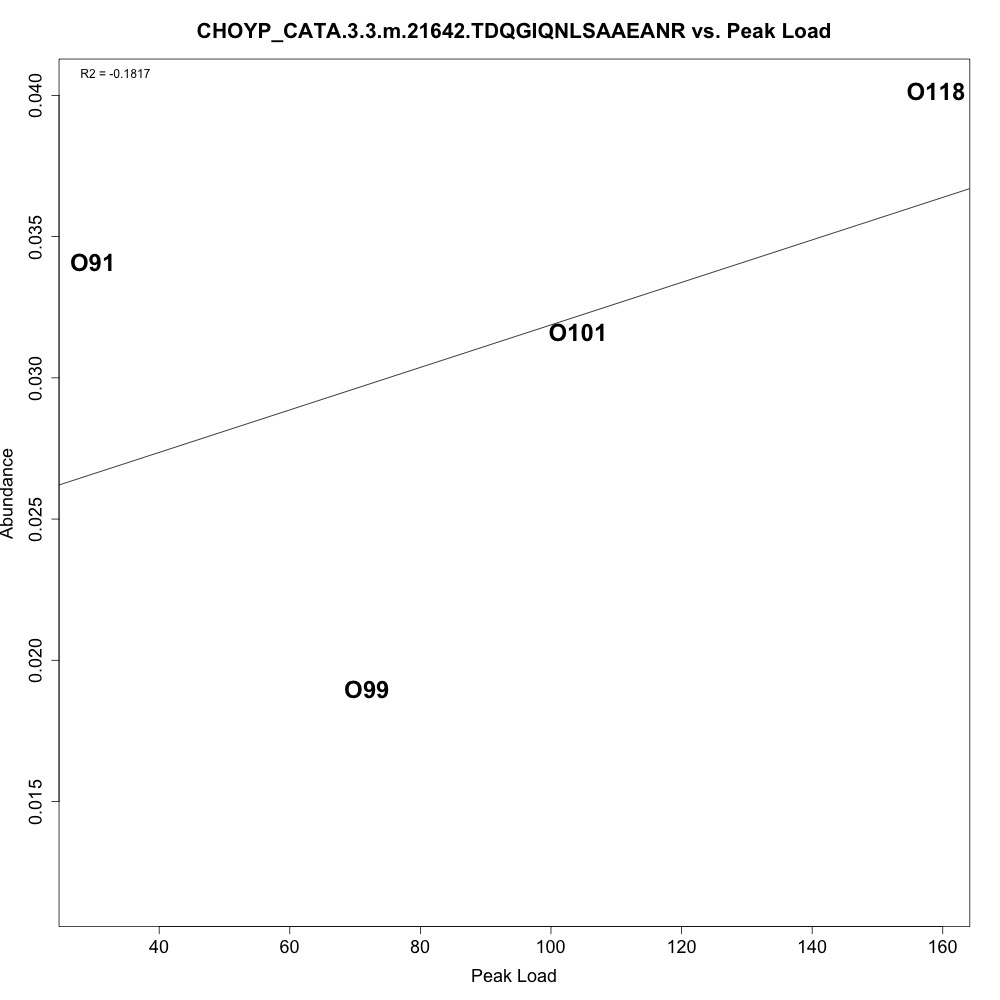 CHOYP_CATA.3.3.m.21642.TDQGIQNLSAAEANR vs. Peak Load
R2 = -0.1817
O118
O91
O101
O99
0.040
0.035
0.030
0.025
0.020
0.015
Abundance
40 60 80 100 120 140 160
Peak Load